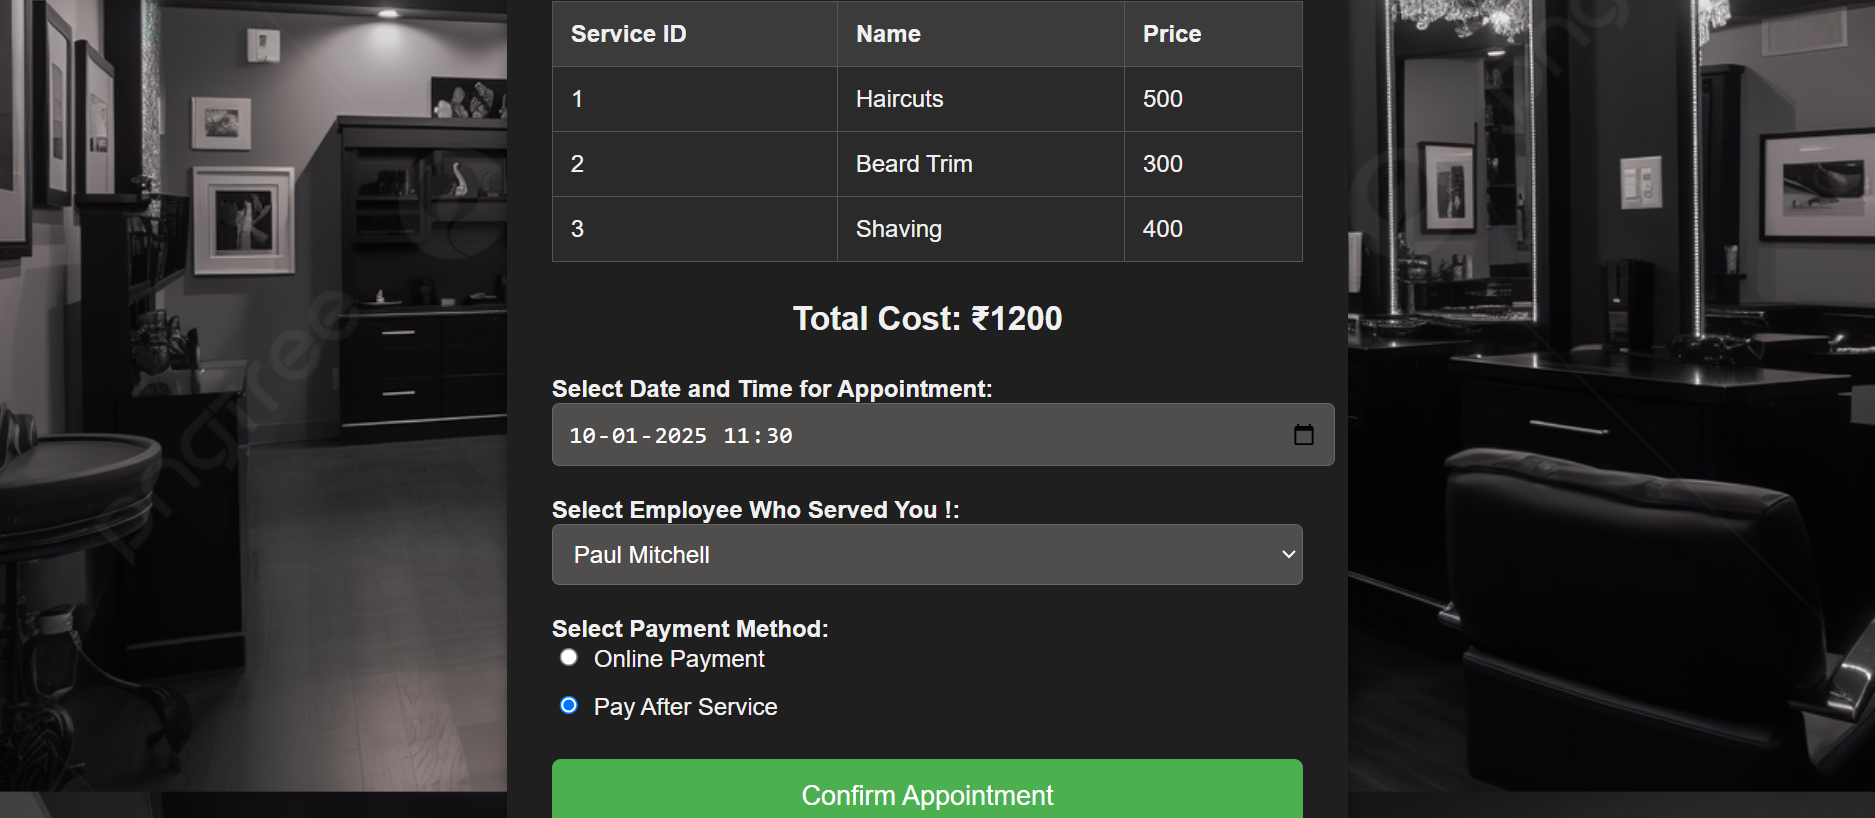 Service ID Name Price
1 Haircuts 500
2 Beard Trim 300
3 Shaving 400
Total Cost: ₹1200
Select Date and Time for Appointment:
10-01-2025 11:30
Select Employee Who Served You !:
Paul Mitchell
Select Payment Method:
Online Payment
Pay After Service
Confirm Appointment
pngtree